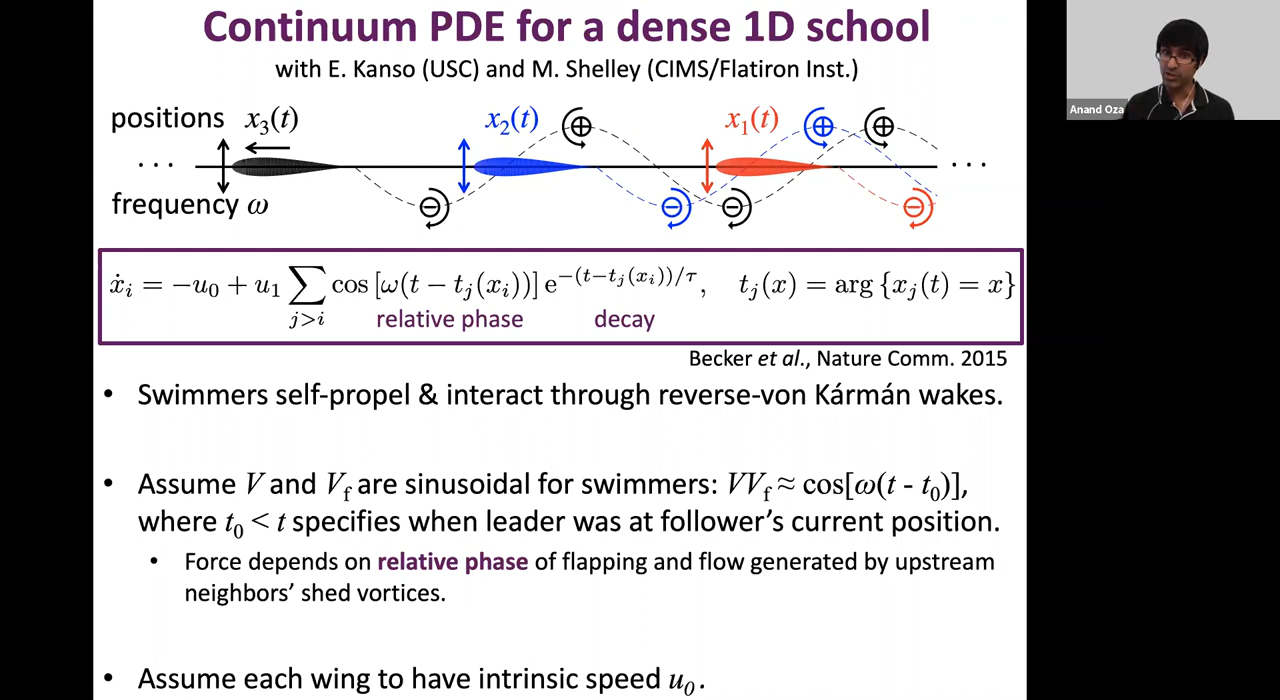 Continuum PDE for a dense 1D school
with E. Kanso (USC) and M. Shelley (CIMS/Flatiron Inst.)
Anand Oza
positions x₃(t) x₂(t) x₁(t)
· · · · · ·
frequency ω
ẋᵢ = −u₀ + u₁ ∑_{j>i} cos [ω(t − tⱼ(xᵢ))] e^{−(t−tⱼ(xᵢ))/τ}, tⱼ(x) = arg {xⱼ(t) = x}
relative phase decay
Becker et al., Nature Comm. 2015
• Swimmers self-propel & interact through reverse-von Kármán wakes.
• Assume V and V_f are sinusoidal for swimmers: VV_f ≈ cos[ω(t - t₀)],
where t₀ < t specifies when leader was at follower's current position.
• Force depends on relative phase of flapping and flow generated by upstream
neighbors' shed vortices.
• Assume each wing to have intrinsic speed u₀.